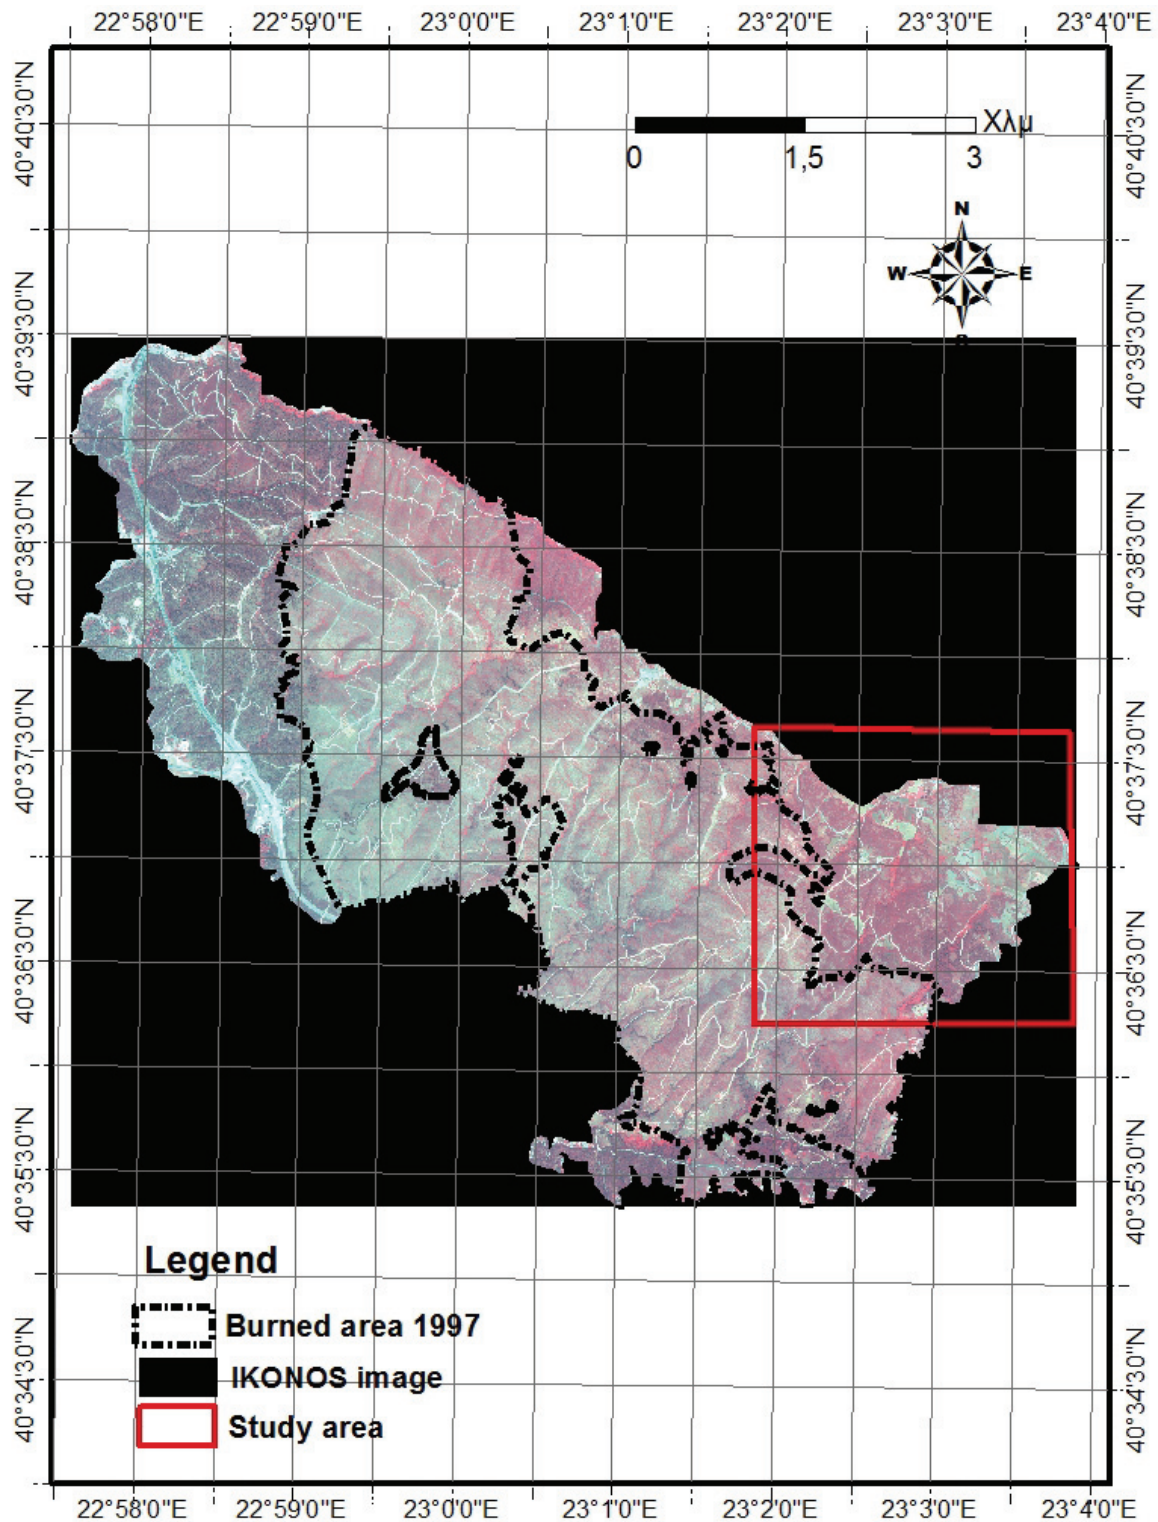 22°58'0"E 22°59'0"E 23°0'0"E 23°1'0"E 23°2'0"E 23°3'0"E 23°4'0"E
40°40'30"N
40°40'30"N
Χλμ
0 1,5 3
N
W E
40°39'30"N
40°39'30"N
40°38'30"N
40°38'30"N
40°37'30"N
40°37'30"N
40°36'30"N
40°36'30"N
40°35'30"N
40°35'30"N
Legend
Burned area 1997
IKONOS image
Study area
40°34'30"N
40°34'30"N
22°58'0"E 22°59'0"E 23°0'0"E 23°1'0"E 23°2'0"E 23°3'0"E 23°4'0"E